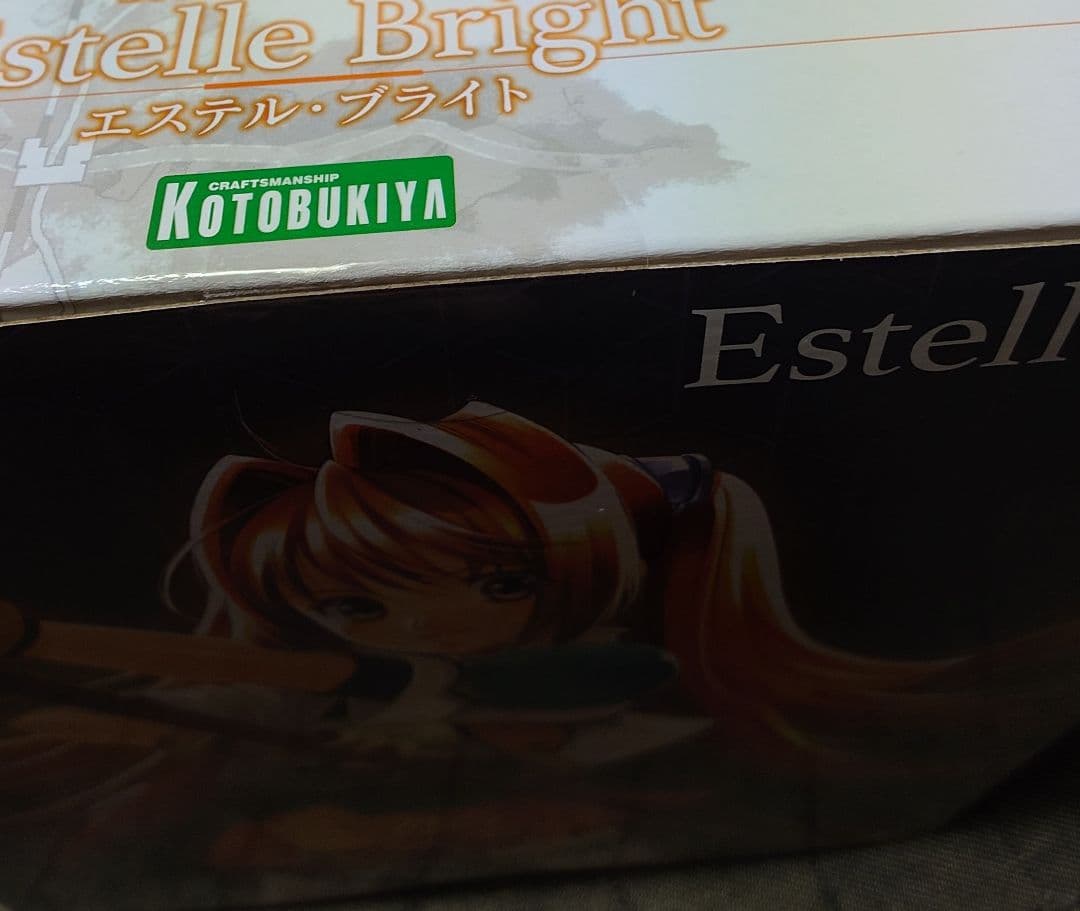 stelle Bright
エステル・ブライト
CRAFTSMANSHIP
KOTOBUKIYA
Estell